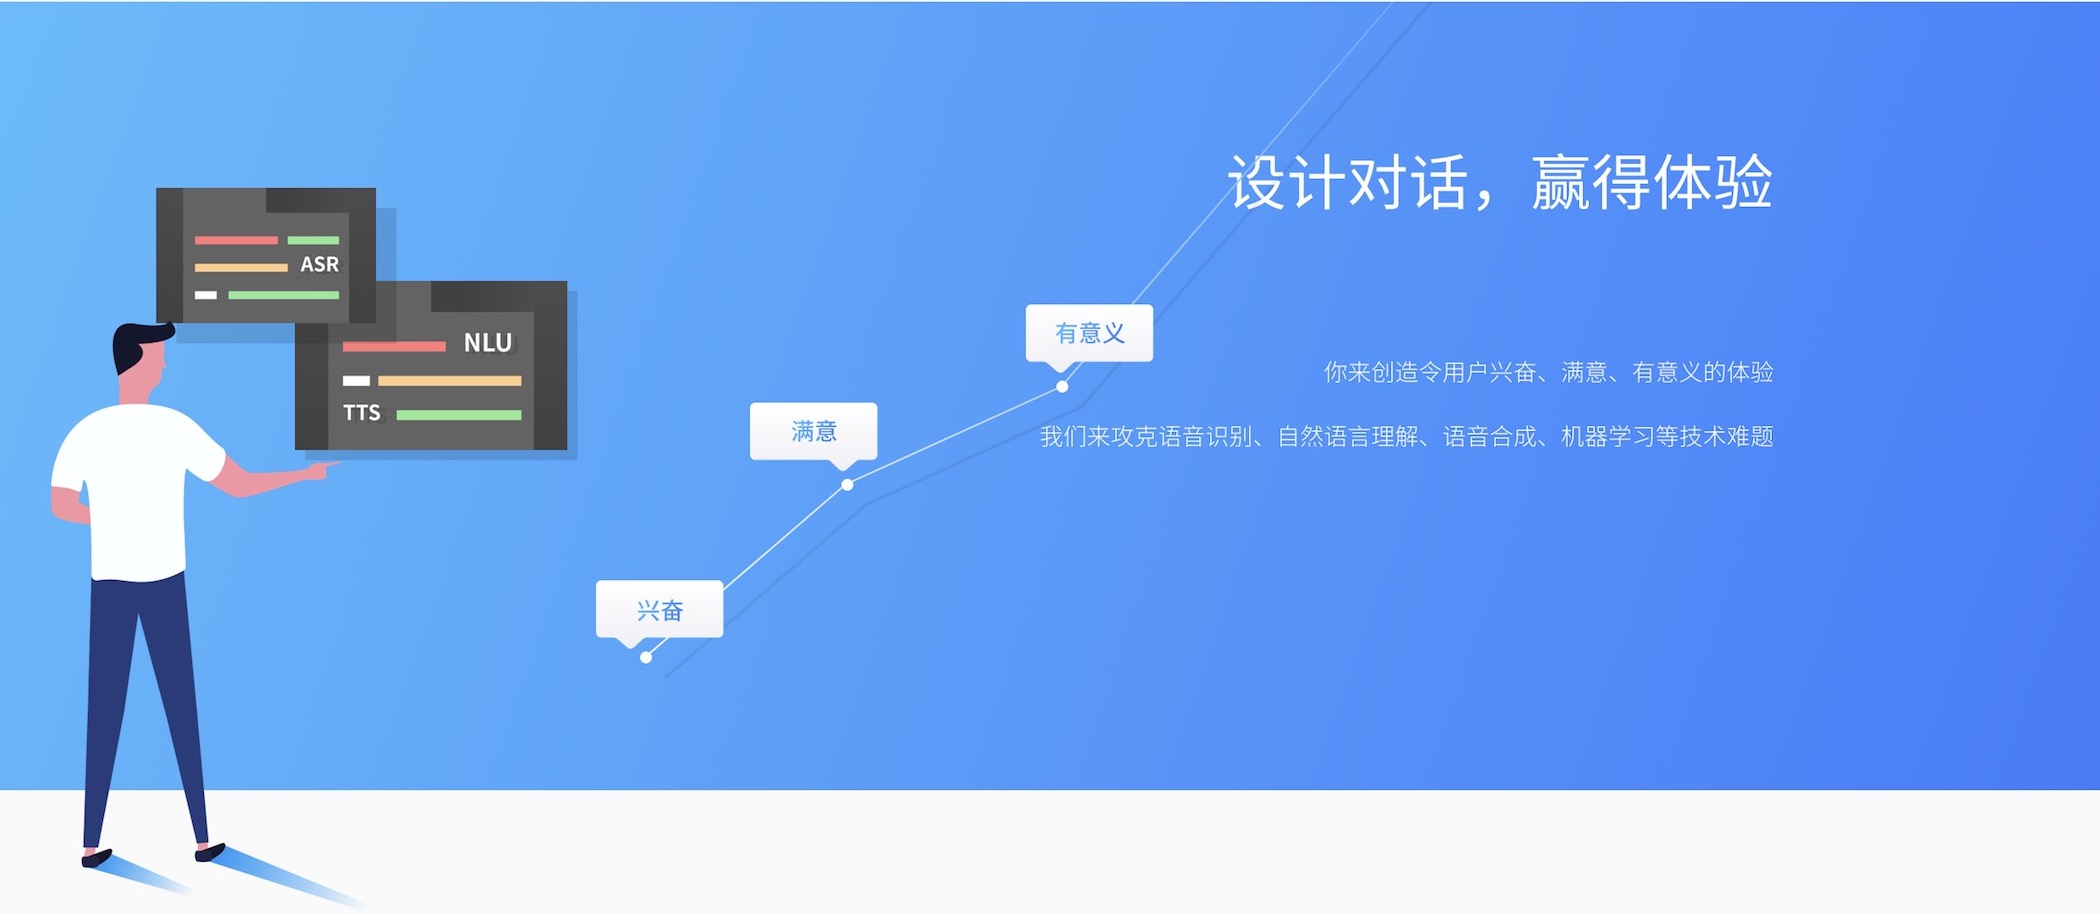 设计对话，赢得体验
ASR
NLU
TTS
有意义
你来创造令用户兴奋、满意、有意义的体验
满意
我们来攻克语音识别、自然语言理解、语音合成、机器学习等技术难题
兴奋